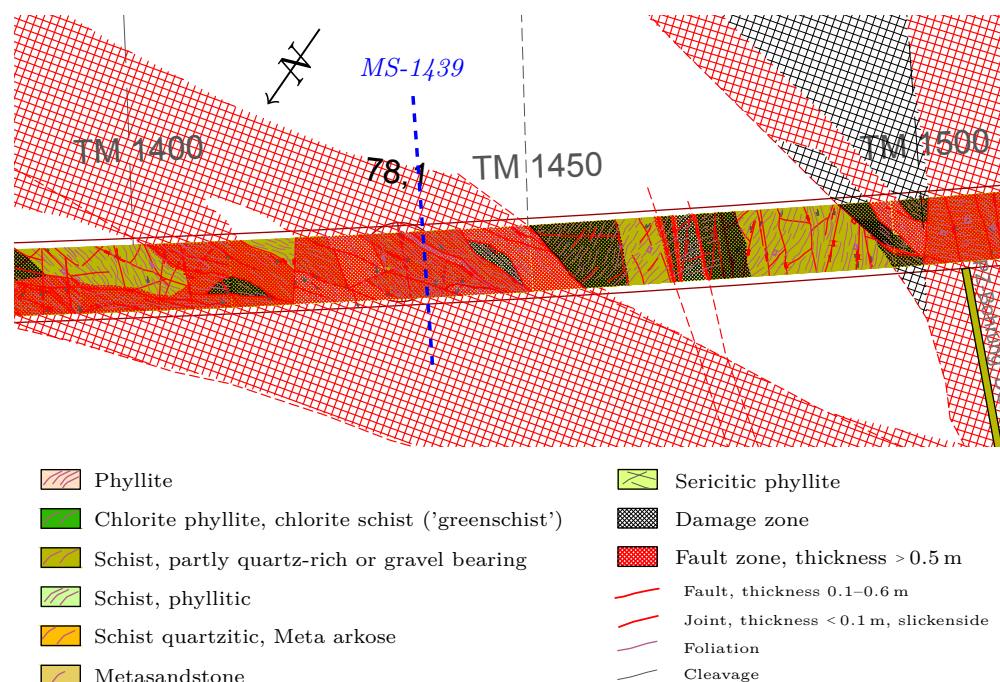 N
MS-1439
TM 1400
78,1
TM 1450
TM 1500
Phyllite
Chlorite phyllite, chlorite schist ('greenschist')
Schist, partly quartz-rich or gravel bearing
Schist, phyllitic
Schist quartzitic, Meta arkose
Metasandstone
Sericitic phyllite
Damage zone
Fault zone, thickness >0.5 m
Fault, thickness 0.1–0.6 m
Joint, thickness <0.1 m, slickenside
Foliation
Cleavage